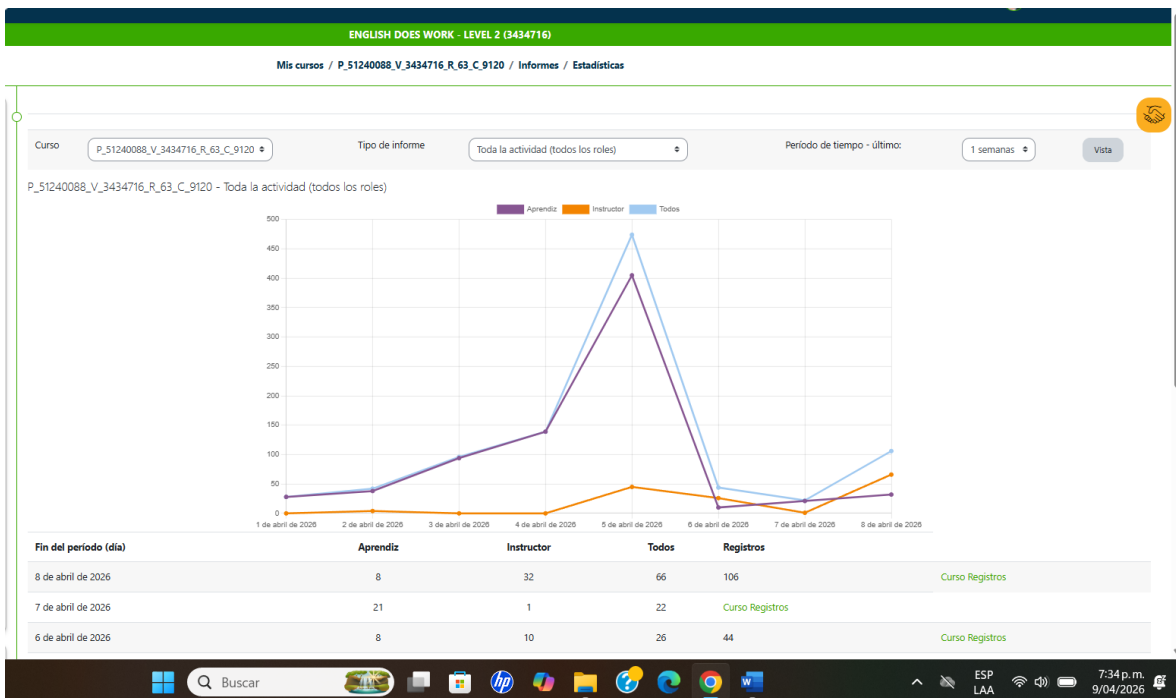 ENGLISH DOES WORK - LEVEL 2 (3434716)
Mis cursos / P_51240088_V_3434716_R_63_C_9120 / Informes / Estadísticas
Curso P_51240088_V_3434716_R_63_C_9120 Tipo de informe Toda la actividad (todos los roles) Período de tiempo - último: 1 semanas Vista
P_51240088_V_3434716_R_63_C_9120 - Toda la actividad (todos los roles)
Aprendiz Instructor Todos
500
450
400
350
300
250
200
150
100
50
0
1 de abril de 2026 2 de abril de 2026 3 de abril de 2026 4 de abril de 2026 5 de abril de 2026 6 de abril de 2026 7 de abril de 2026 8 de abril de 2026
Fin del período (día) Aprendiz Instructor Todos Registros
8 de abril de 2026 8 32 66 106 Curso Registros
7 de abril de 2026 21 1 22 Curso Registros
6 de abril de 2026 8 10 26 44 Curso Registros
Buscar hp W ESP 7:34 p. m.
LAA 9/04/2026